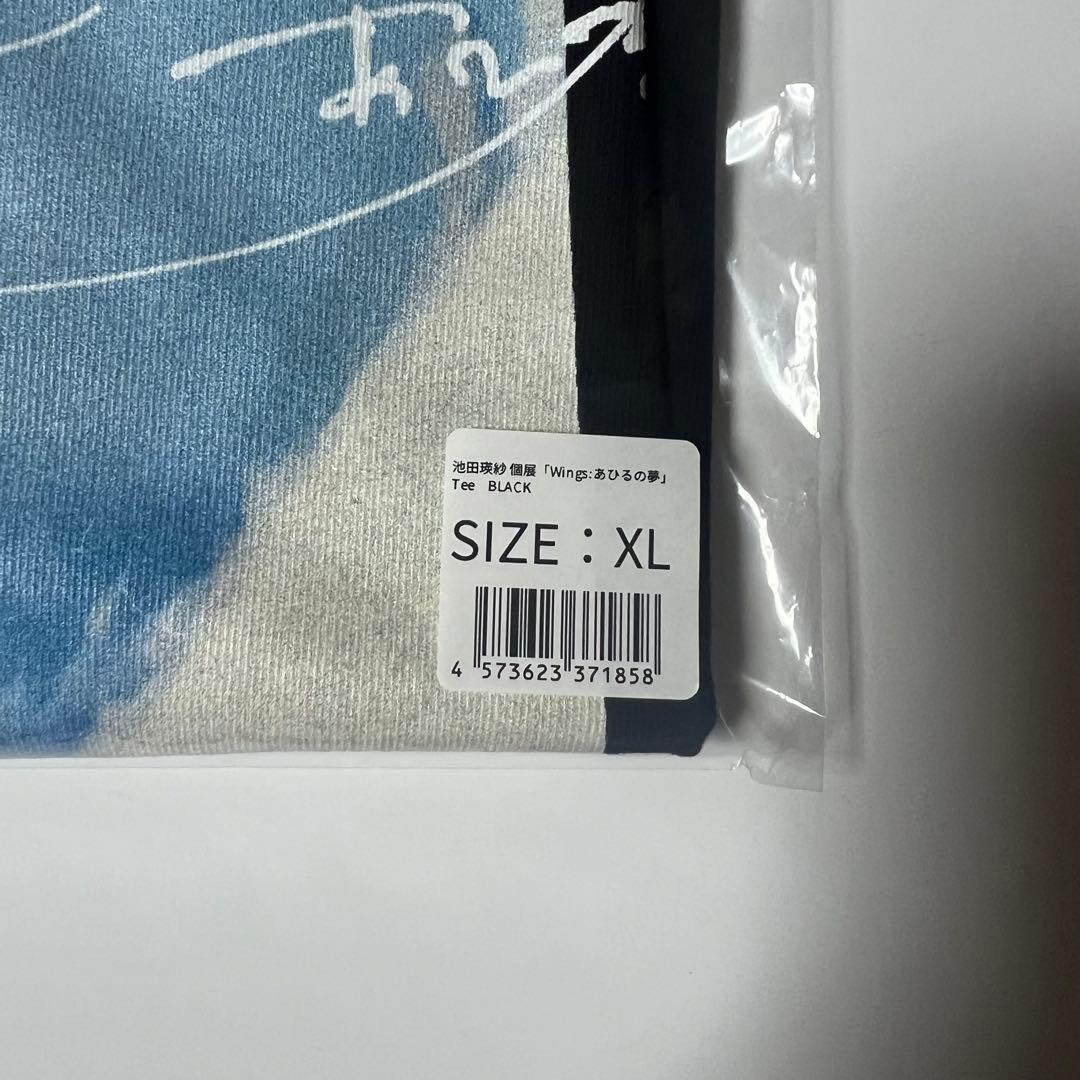 池田瑛紗 個展「Wings:あひるの夢」
Tee BLACK
SIZE：XL
4 573623 371858